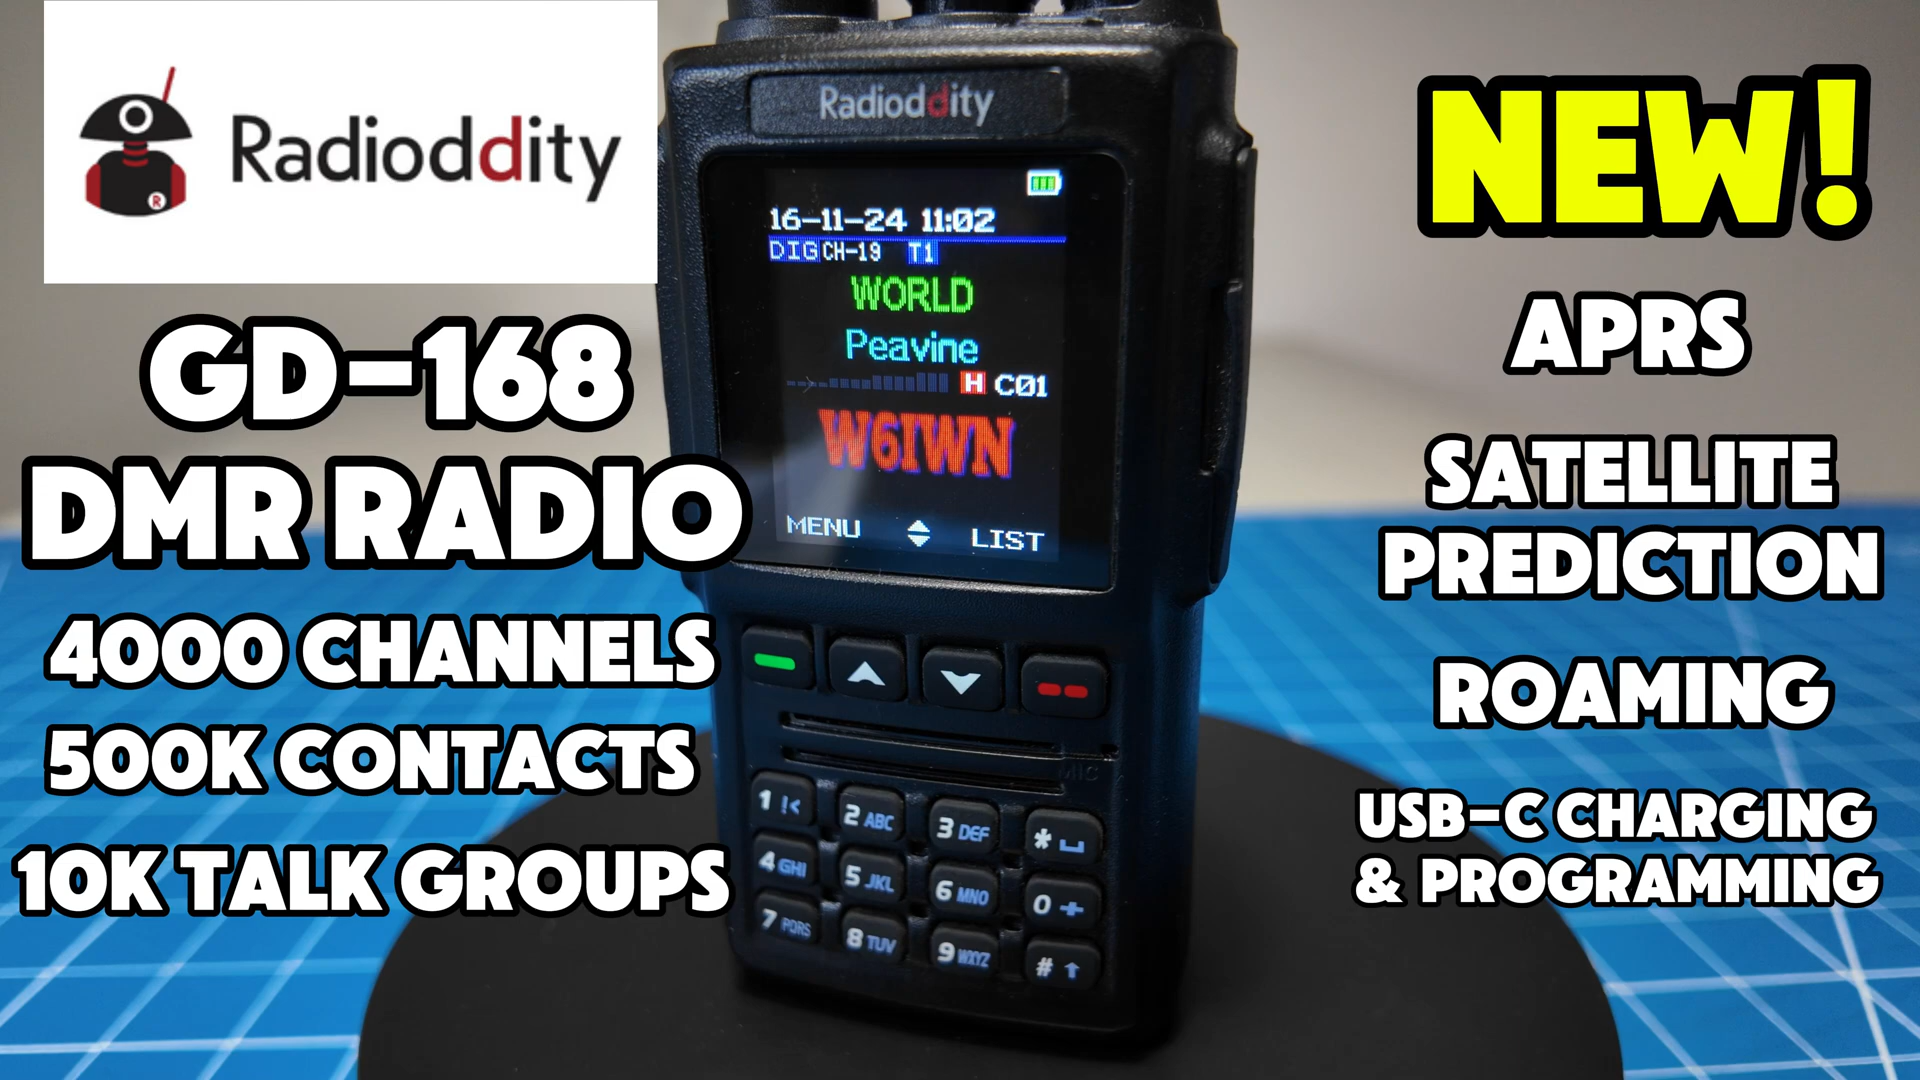 Radioddity
R
GD-168
DMR RADIO
4000 CHANNELS
500K CONTACTS
10K TALK GROUPS
Radioddity
16-11-24 11:02
DIG CH-19 T1
WORLD
Peavine
H C01
W6IWN
MENU LIST
MIC
1 !< 2 ABC 3 DEF *
4 GHI 5 JKL 6 MNO 0 +
7 PQRS 8 TUV 9 WXYZ #
NEW!
APRS
SATELLITE
PREDICTION
ROAMING
USB-C CHARGING
& PROGRAMMING